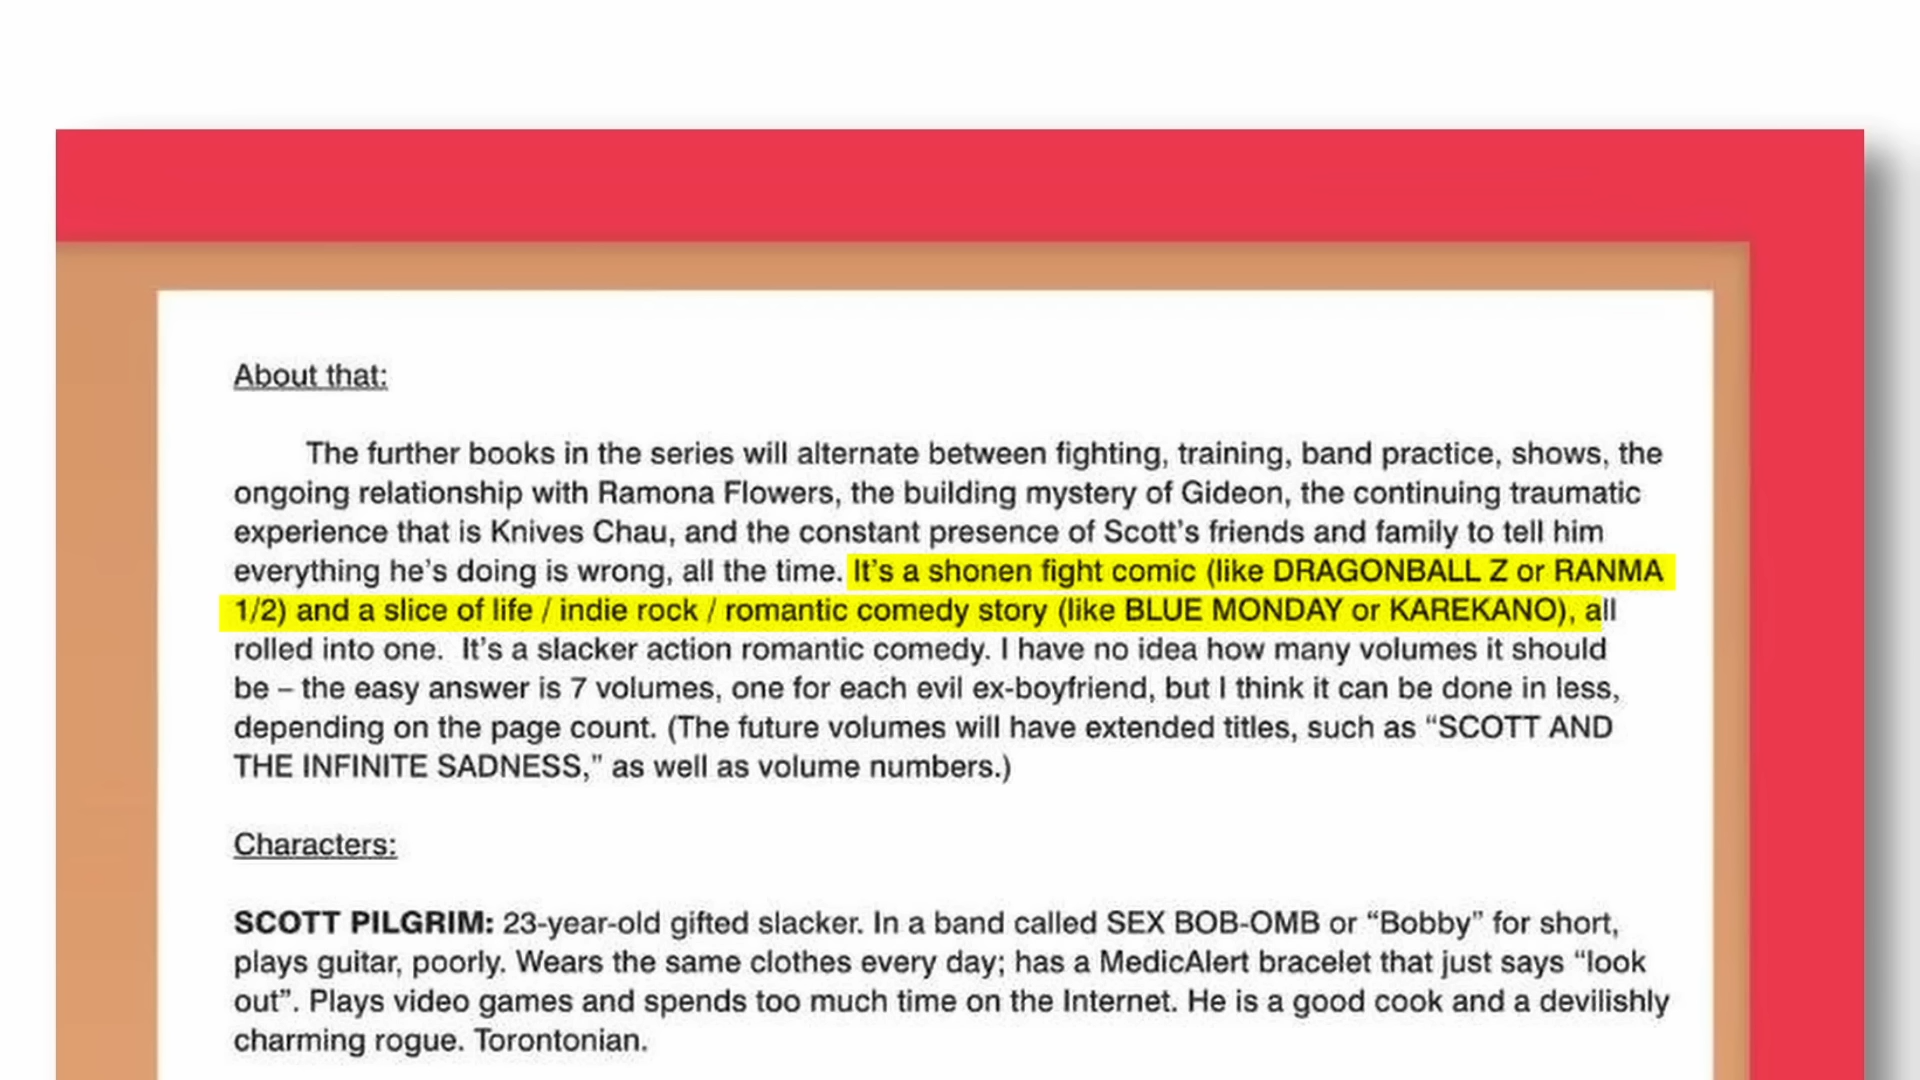 About that:
The further books in the series will alternate between fighting, training, band practice, shows, the
ongoing relationship with Ramona Flowers, the building mystery of Gideon, the continuing traumatic
experience that is Knives Chau, and the constant presence of Scott's friends and family to tell him
everything he's doing is wrong, all the time. It's a shonen fight comic (like DRAGONBALL Z or RANMA
1/2) and a slice of life / indie rock / romantic comedy story (like BLUE MONDAY or KAREKANO), all
rolled into one.  It's a slacker action romantic comedy. I have no idea how many volumes it should
be – the easy answer is 7 volumes, one for each evil ex-boyfriend, but I think it can be done in less,
depending on the page count. (The future volumes will have extended titles, such as “SCOTT AND
THE INFINITE SADNESS,” as well as volume numbers.)
Characters:
SCOTT PILGRIM: 23-year-old gifted slacker. In a band called SEX BOB-OMB or “Bobby” for short,
plays guitar, poorly. Wears the same clothes every day; has a MedicAlert bracelet that just says “look
out”. Plays video games and spends too much time on the Internet. He is a good cook and a devilishly
charming rogue. Torontonian.